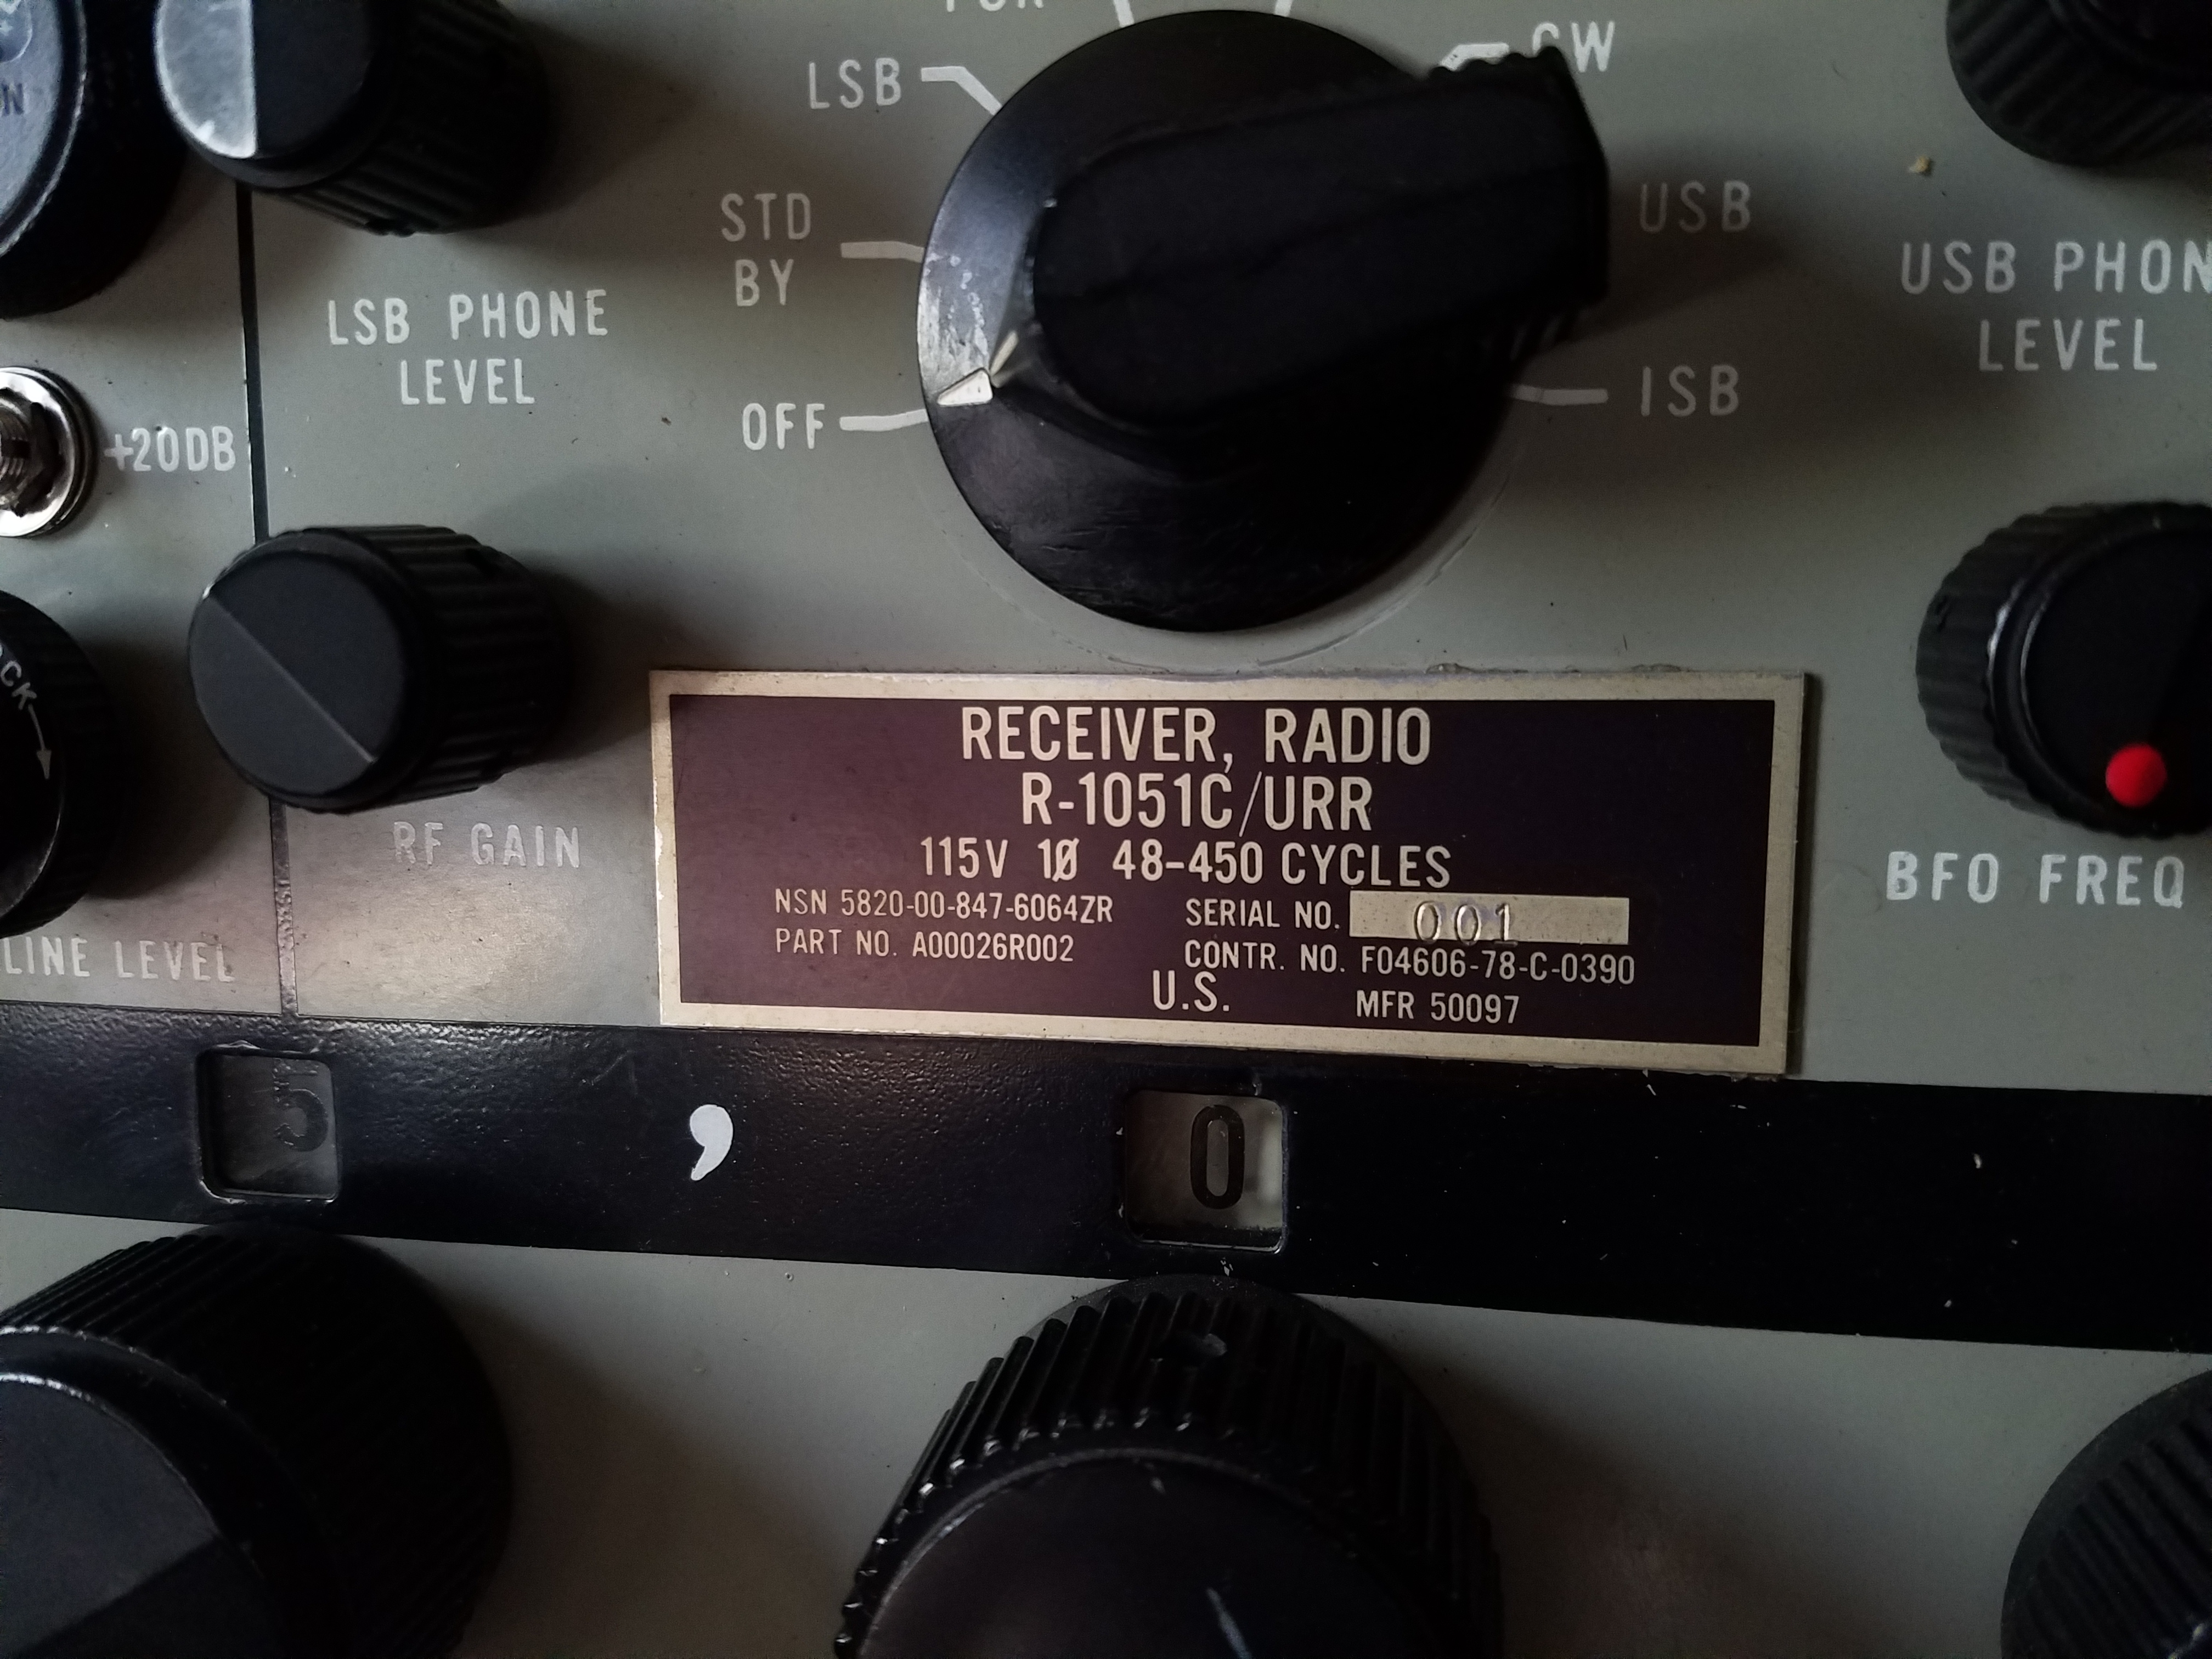 LSB
CW
STD
BY
USB
LSB PHONE
LEVEL
USB PHON
LEVEL
OFF
ISB
+20DB
RECEIVER, RADIO
R-1051C/URR
115V 1Ø 48-450 CYCLES
NSN 5820-00-847-6064ZR
SERIAL NO. 001
PART NO. A00026R002
CONTR. NO. F04606-78-C-0390
U.S.
MFR 50097
RF GAIN
BFO FREQ
LINE LEVEL
5 , 0